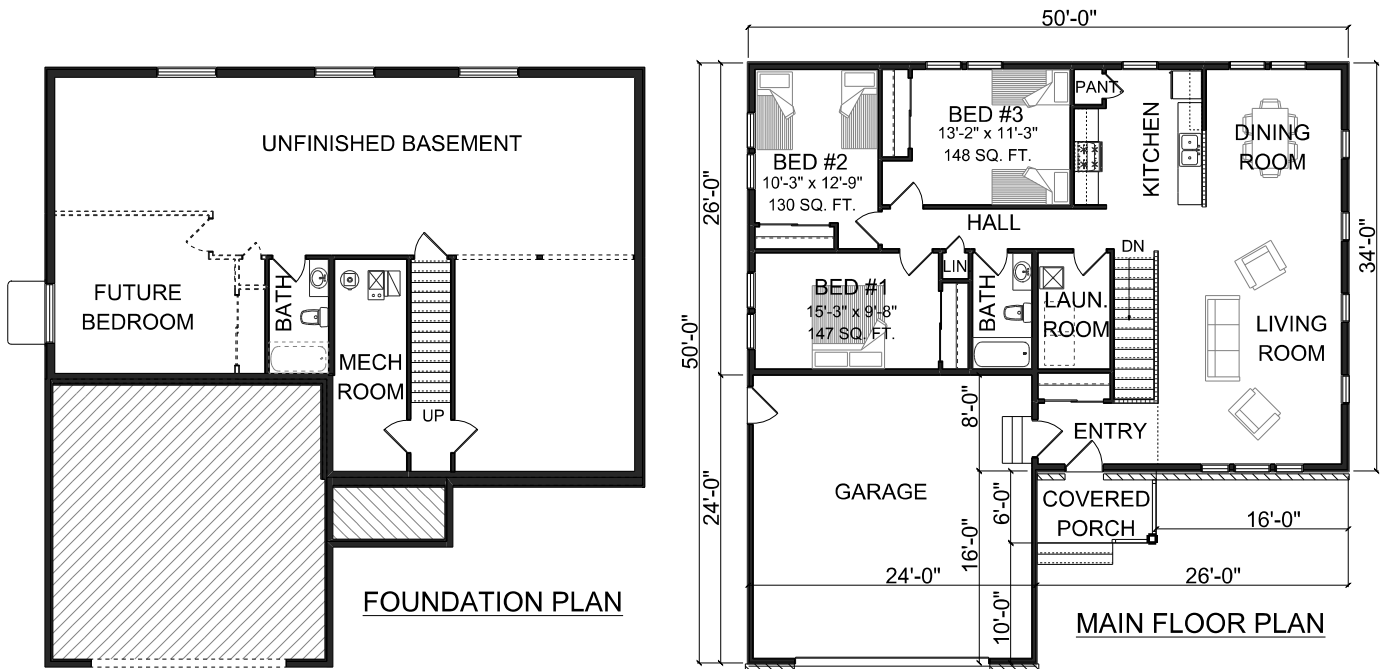 UNFINISHED BASEMENT
FUTURE
BEDROOM
BATH
MECH
ROOM
UP
FOUNDATION PLAN
50'-0"
26'-0"
50'-0"
24'-0"
34'-0"
BED #2
10'-3" x 12'-9"
130 SQ. FT.
BED #3
13'-2" x 11'-3"
148 SQ. FT.
PANT
KITCHEN
DINING
ROOM
HALL
LIN
BED #1
15'-3" x 9'-8"
147 SQ. FT.
BATH
LAUN.
ROOM
DN
LIVING
ROOM
ENTRY
GARAGE
8'-0"
6'-0"
16'-0"
10'-0"
COVERED
PORCH
16'-0"
24'-0"
26'-0"
MAIN FLOOR PLAN